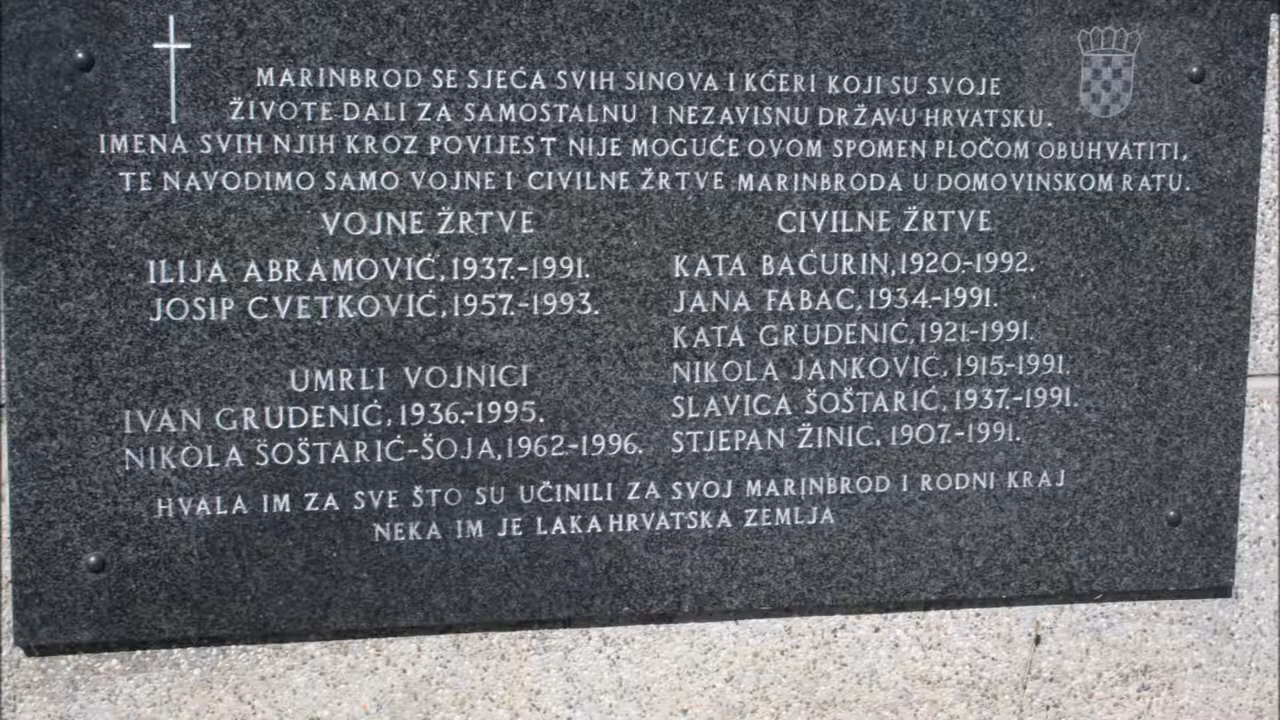 MARINBROD SE SJEĆA SVIH SINOVA I KĆERI KOJI SU SVOJE
ŽIVOTE DALI ZA SAMOSTALNU I NEZAVISNU DRŽAVU HRVATSKU.
IMENA SVIH NJIH KROZ POVIJEST NIJE MOGUĆE OVOM SPOMEN PLOČOM OBUHVATITI,
TE NAVODIMO SAMO VOJNE I CIVILNE ŽRTVE MARINBRODA U DOMOVINSKOM RATU.
VOJNE ŽRTVE
ILIJA ABRAMOVIĆ, 1937.-1991.
JOSIP CVETKOVIĆ, 1957.-1993.
UMRLI VOJNICI
IVAN GRUDENIĆ, 1936.-1995.
NIKOLA ŠOŠTARIĆ-ŠOJA, 1962.-1996.
CIVILNE ŽRTVE
KATA BAĆURIN, 1920.-1992.
JANA FABAC, 1934.-1991.
KATA GRUDENIĆ, 1921.-1991.
NIKOLA JANKOVIĆ, 1915.-1991.
SLAVICA ŠOŠTARIĆ, 1937.-1991.
STJEPAN ŽINIĆ, 1907.-1991.
HVALA IM ZA SVE ŠTO SU UČINILI ZA SVOJ MARINBROD I RODNI KRAJ
NEKA IM JE LAKA HRVATSKA ZEMLJA